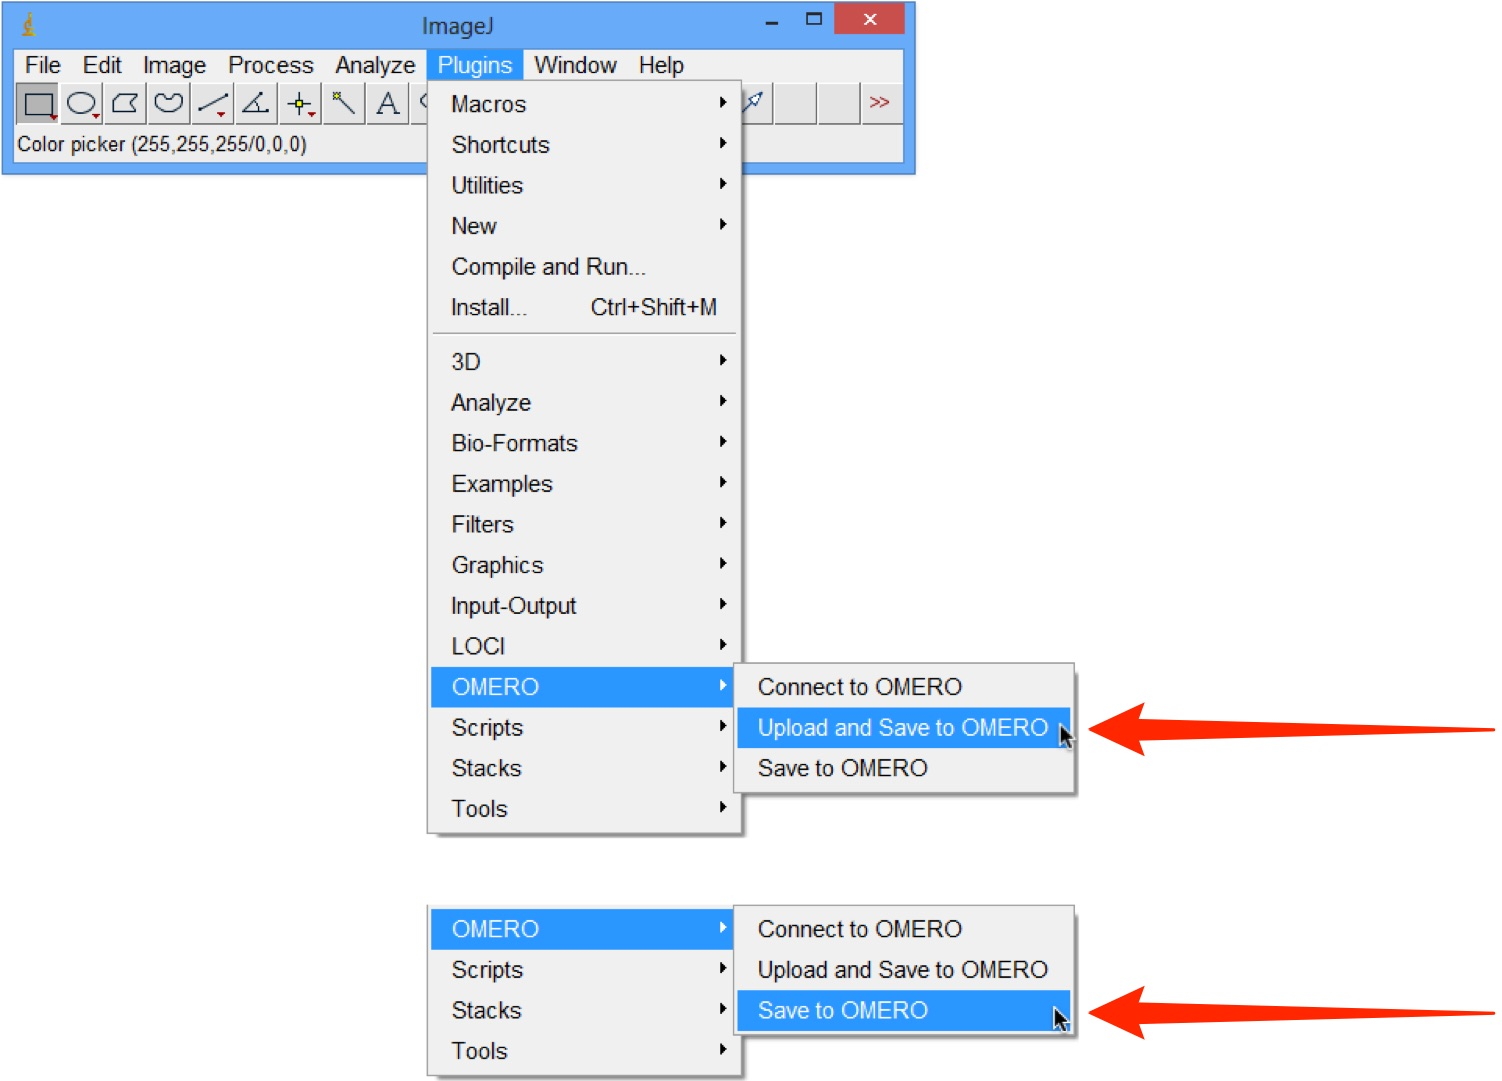 ImageJ
File Edit Image Process Analyze Plugins Window Help
A
>>
Color picker (255,255,255/0,0,0)
Macros
Shortcuts
Utilities
New
Compile and Run...
Install... Ctrl+Shift+M
3D
Analyze
Bio-Formats
Examples
Filters
Graphics
Input-Output
LOCI
OMERO
Scripts
Stacks
Tools
Connect to OMERO
Upload and Save to OMERO
Save to OMERO
OMERO
Scripts
Stacks
Tools
Connect to OMERO
Upload and Save to OMERO
Save to OMERO